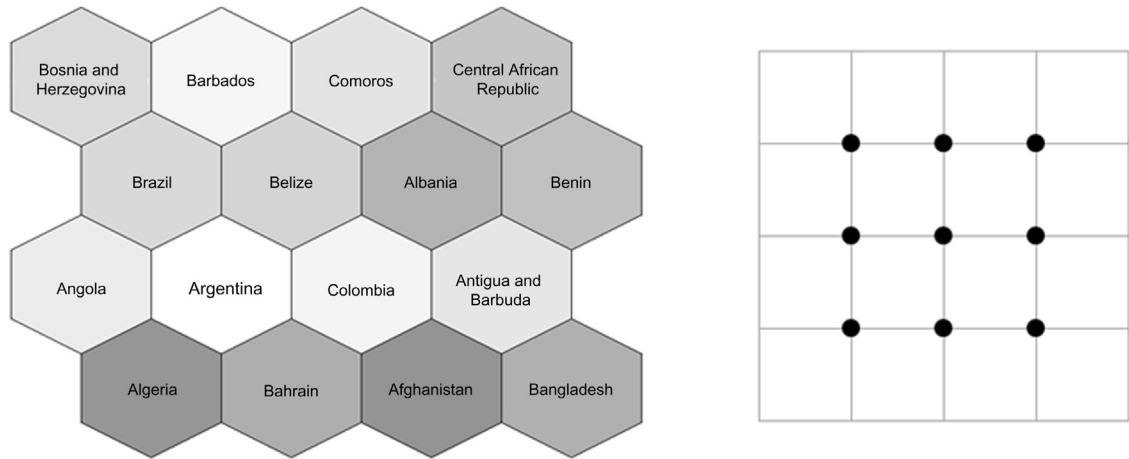 Bosnia and
Herzegovina
Barbados
Comoros
Central African
Republic
Brazil
Belize
Albania
Benin
Angola
Argentina
Colombia
Antigua and
Barbuda
Algeria
Bahrain
Afghanistan
Bangladesh